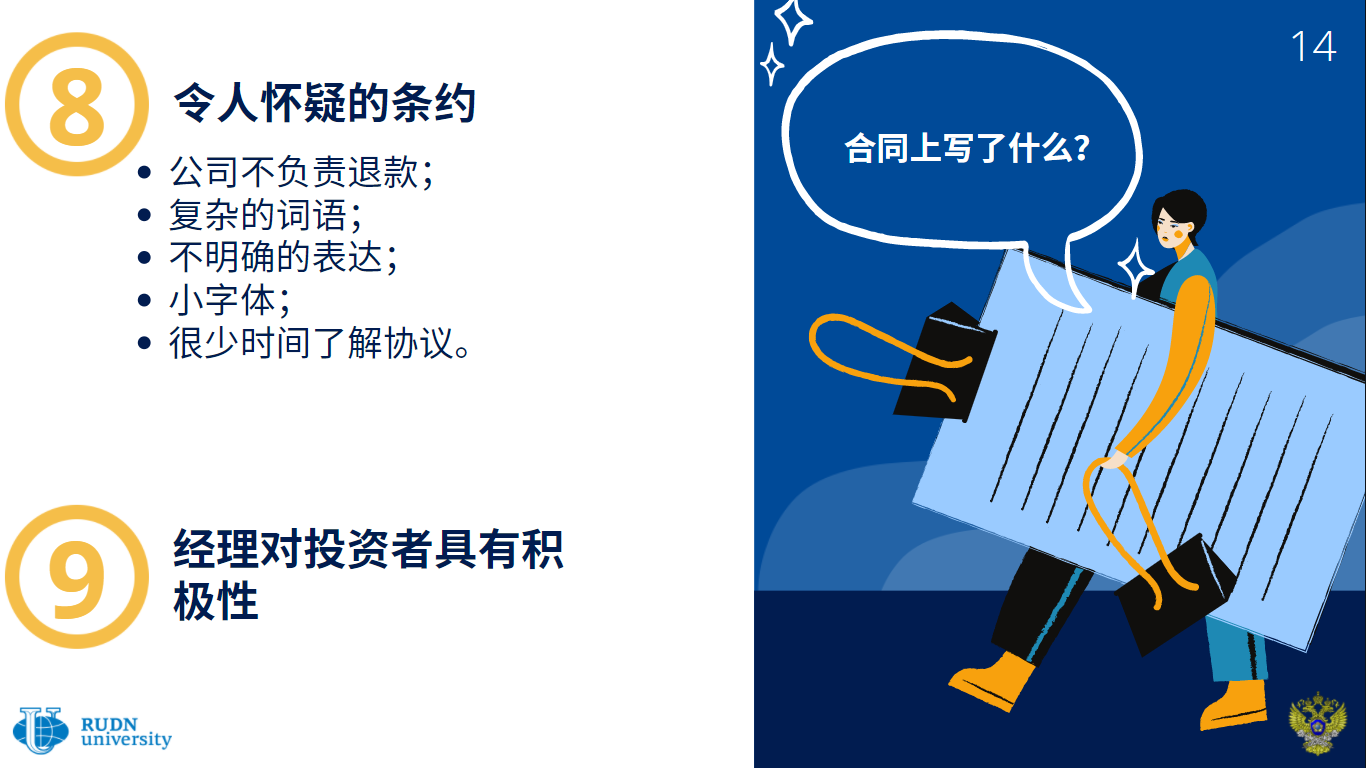 8
令人怀疑的条约
• 公司不负责退款；
• 复杂的词语；
• 不明确的表达；
• 小字体；
• 很少时间了解协议。
9
经理对投资者具有积
极性
RUDN
university
14
合同上写了什么？